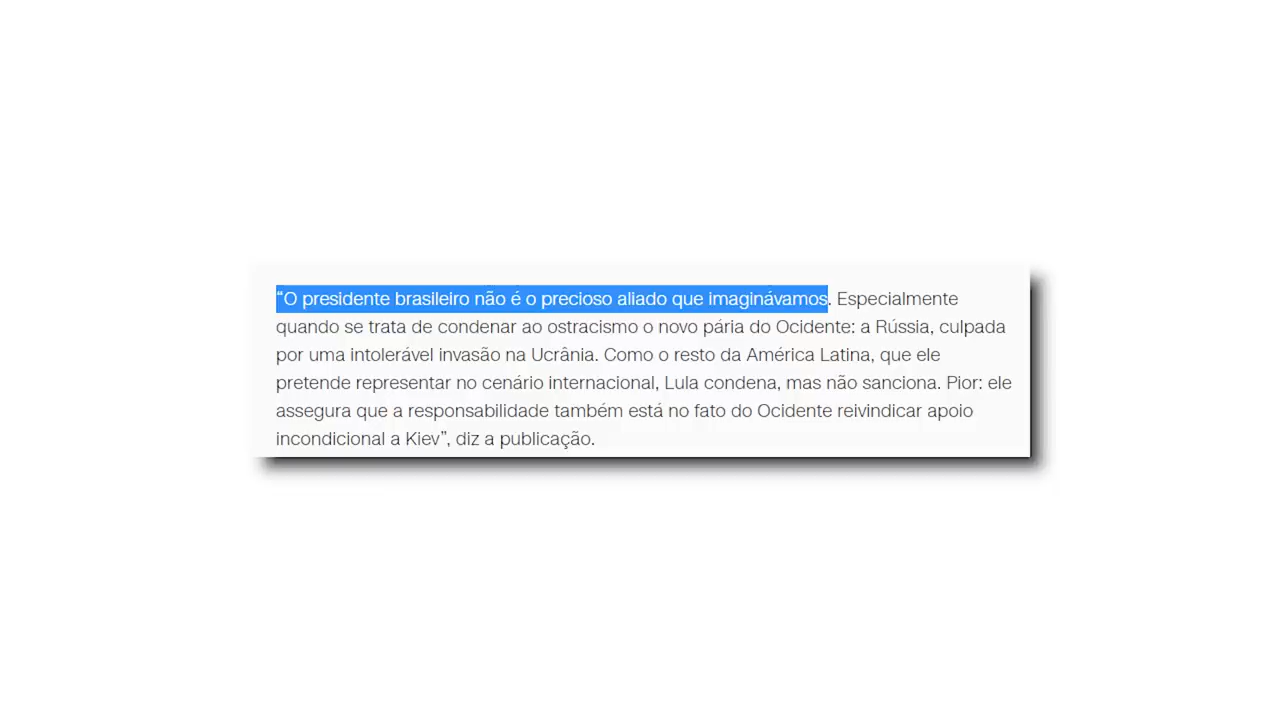 “O presidente brasileiro não é o precioso aliado que imaginávamos. Especialmente
quando se trata de condenar ao ostracismo o novo pária do Ocidente: a Rússia, culpada
por uma intolerável invasão na Ucrânia. Como o resto da América Latina, que ele
pretende representar no cenário internacional, Lula condena, mas não sanciona. Pior: ele
assegura que a responsabilidade também está no fato do Ocidente reivindicar apoio
incondicional a Kiev”, diz a publicação.